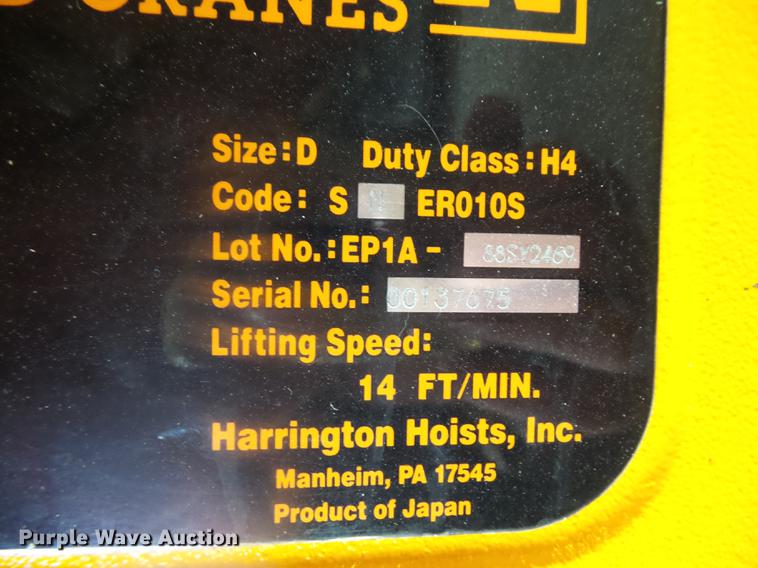 CRANES
Size: D Duty Class: H4
Code: S ER010S
Lot No.: EP1A - 88SY2469
Serial No.: 00137675
Lifting Speed:
14 FT/MIN.
Harrington Hoists, Inc.
Manheim, PA 17545
Product of Japan
Purple Wave Auction